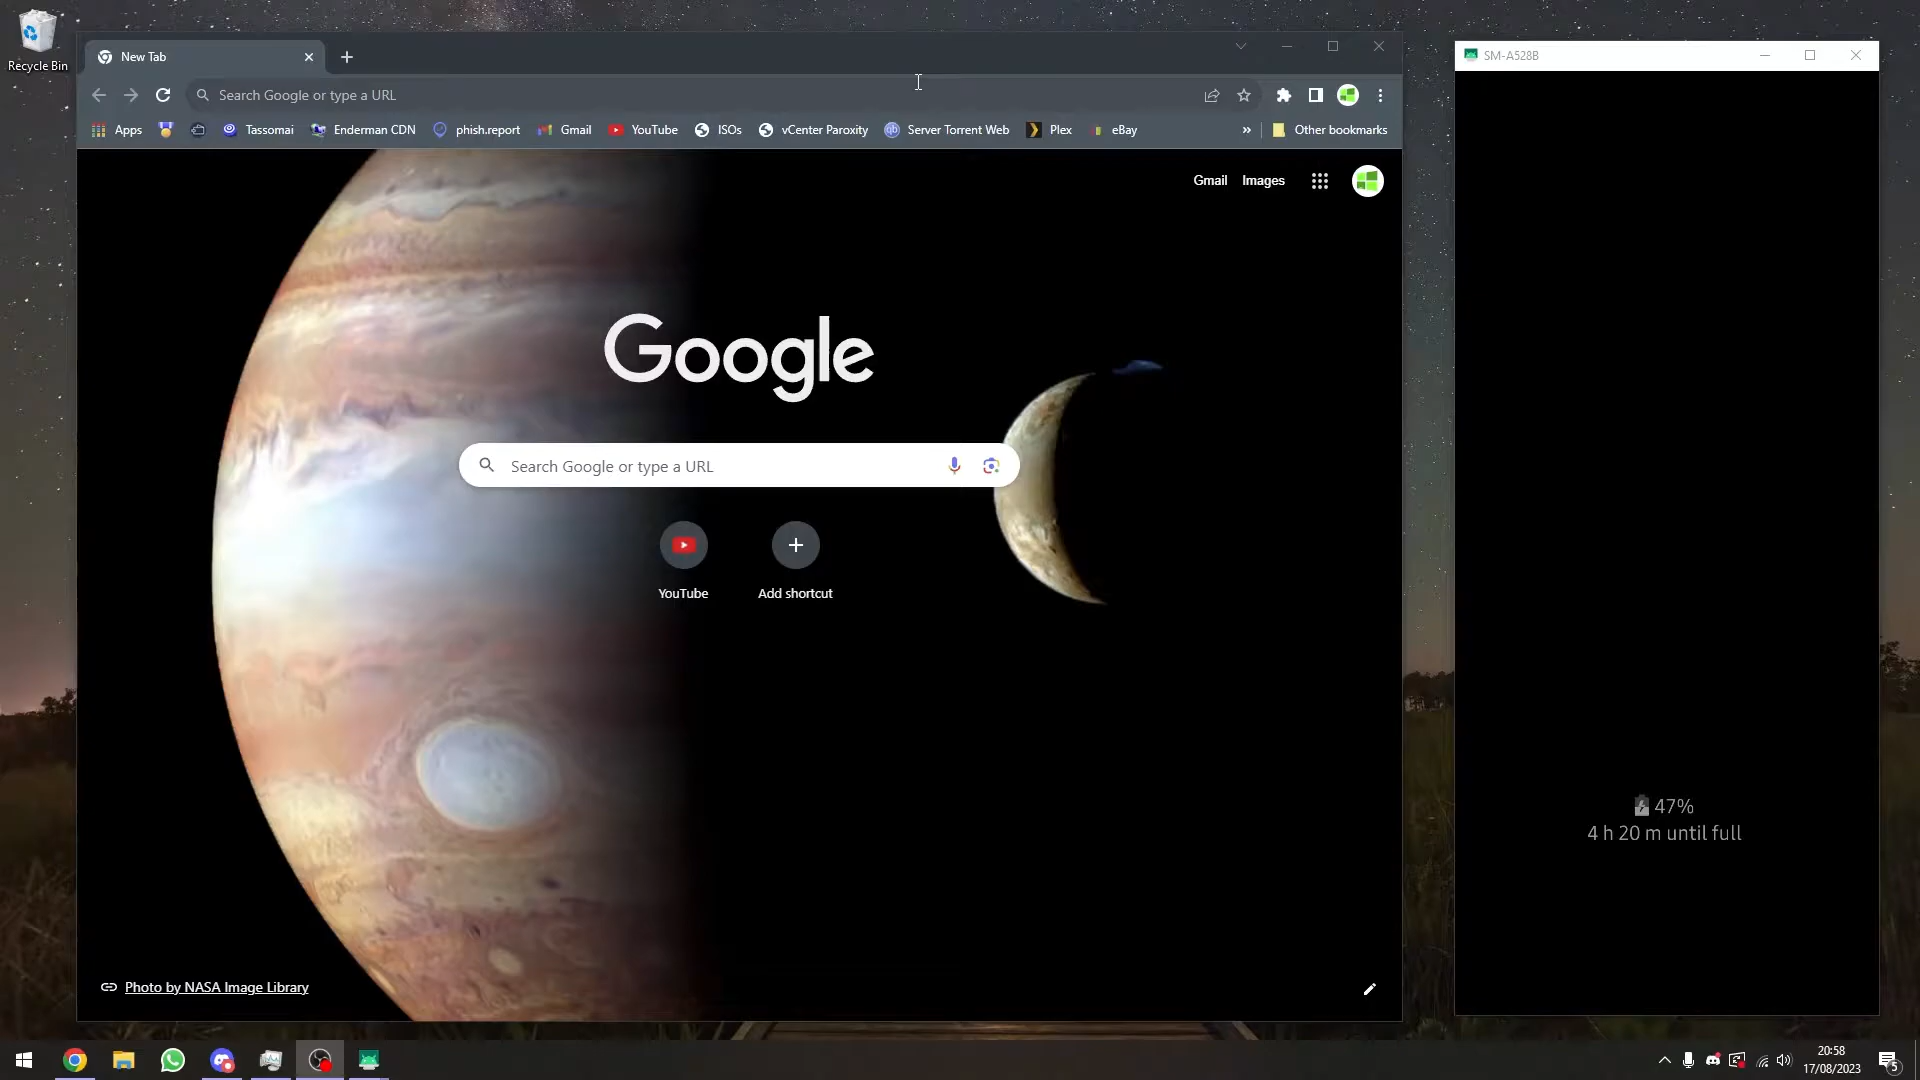 Recycle Bin
New Tab
Search Google or type a URL
Apps
Tassomai
Enderman CDN
phish.report
Gmail
YouTube
ISOs
vCenter Paroxity
Server Torrent Web
Plex
eBay
»
Other bookmarks
Gmail
Images
Google
Search Google or type a URL
YouTube
Add shortcut
Photo by NASA Image Library
SM-A528B
47%
4 h 20 m until full
20:58
17/08/2023
5